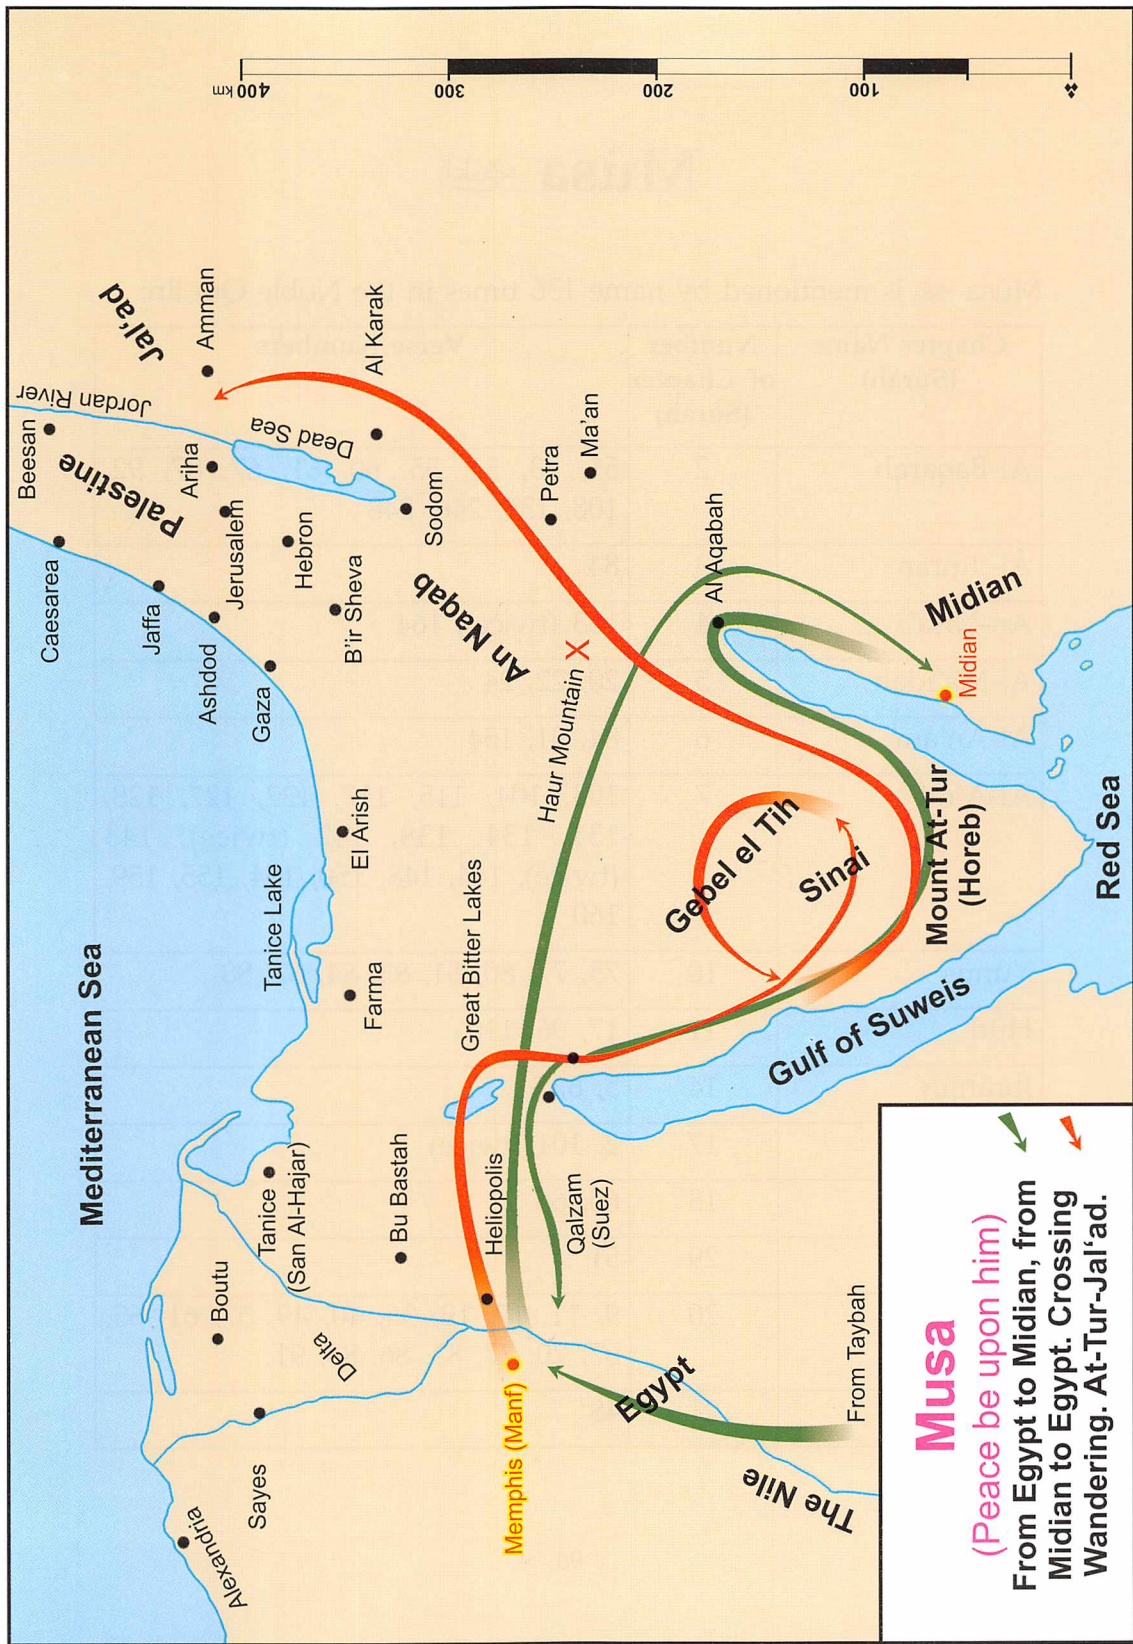 Mediterranean Sea
Alexandria
Sayes
Boutu
Tanice
(San Al-Hajar)
Delta
Bu Bastah
Heliopolis
Memphis (Manf)
Egypt
The Nile
From Taybah
Qalzam
(Suez)
Great Bitter Lakes
Farma
Tanice Lake
El Arish
Gaza
Ashdod
Jaffa
Caesarea
Beesan
Palestine
Jordan River
Jal'ad
Amman
Ariha
Jerusalem
Hebron
B'ir Sheva
Dead Sea
Al Karak
Sodom
An Naqab
Haur Mountain X
Petra
Ma'an
Al Aqabah
Midian
Midian
Gebel el Tih
Sinai
Mount At-Tur
(Horeb)
Gulf of Suweis
Red Sea
100
200
300
400
km
Musa
(Peace be upon him)
From Egypt to Midian, from
Midian to Egypt. Crossing
Wandering. At-Tur-Jal'ad.